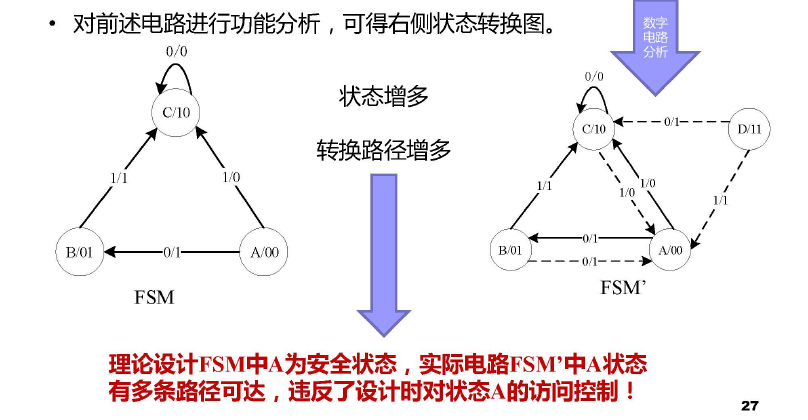 • 对前述电路进行功能分析，可得右侧状态转换图。
数字
电路
分析
0/0
C/10
1/1
1/0
B/01
0/1
A/00
FSM
状态增多
转换路径增多
0/0
C/10
0/1
D/11
1/1
1/0
1/0
1/1
B/01
0/1
0/1
A/00
FSM’
理论设计FSM中A为安全状态，实际电路FSM’中A状态
有多条路径可达，违反了设计时对状态A的访问控制！
27